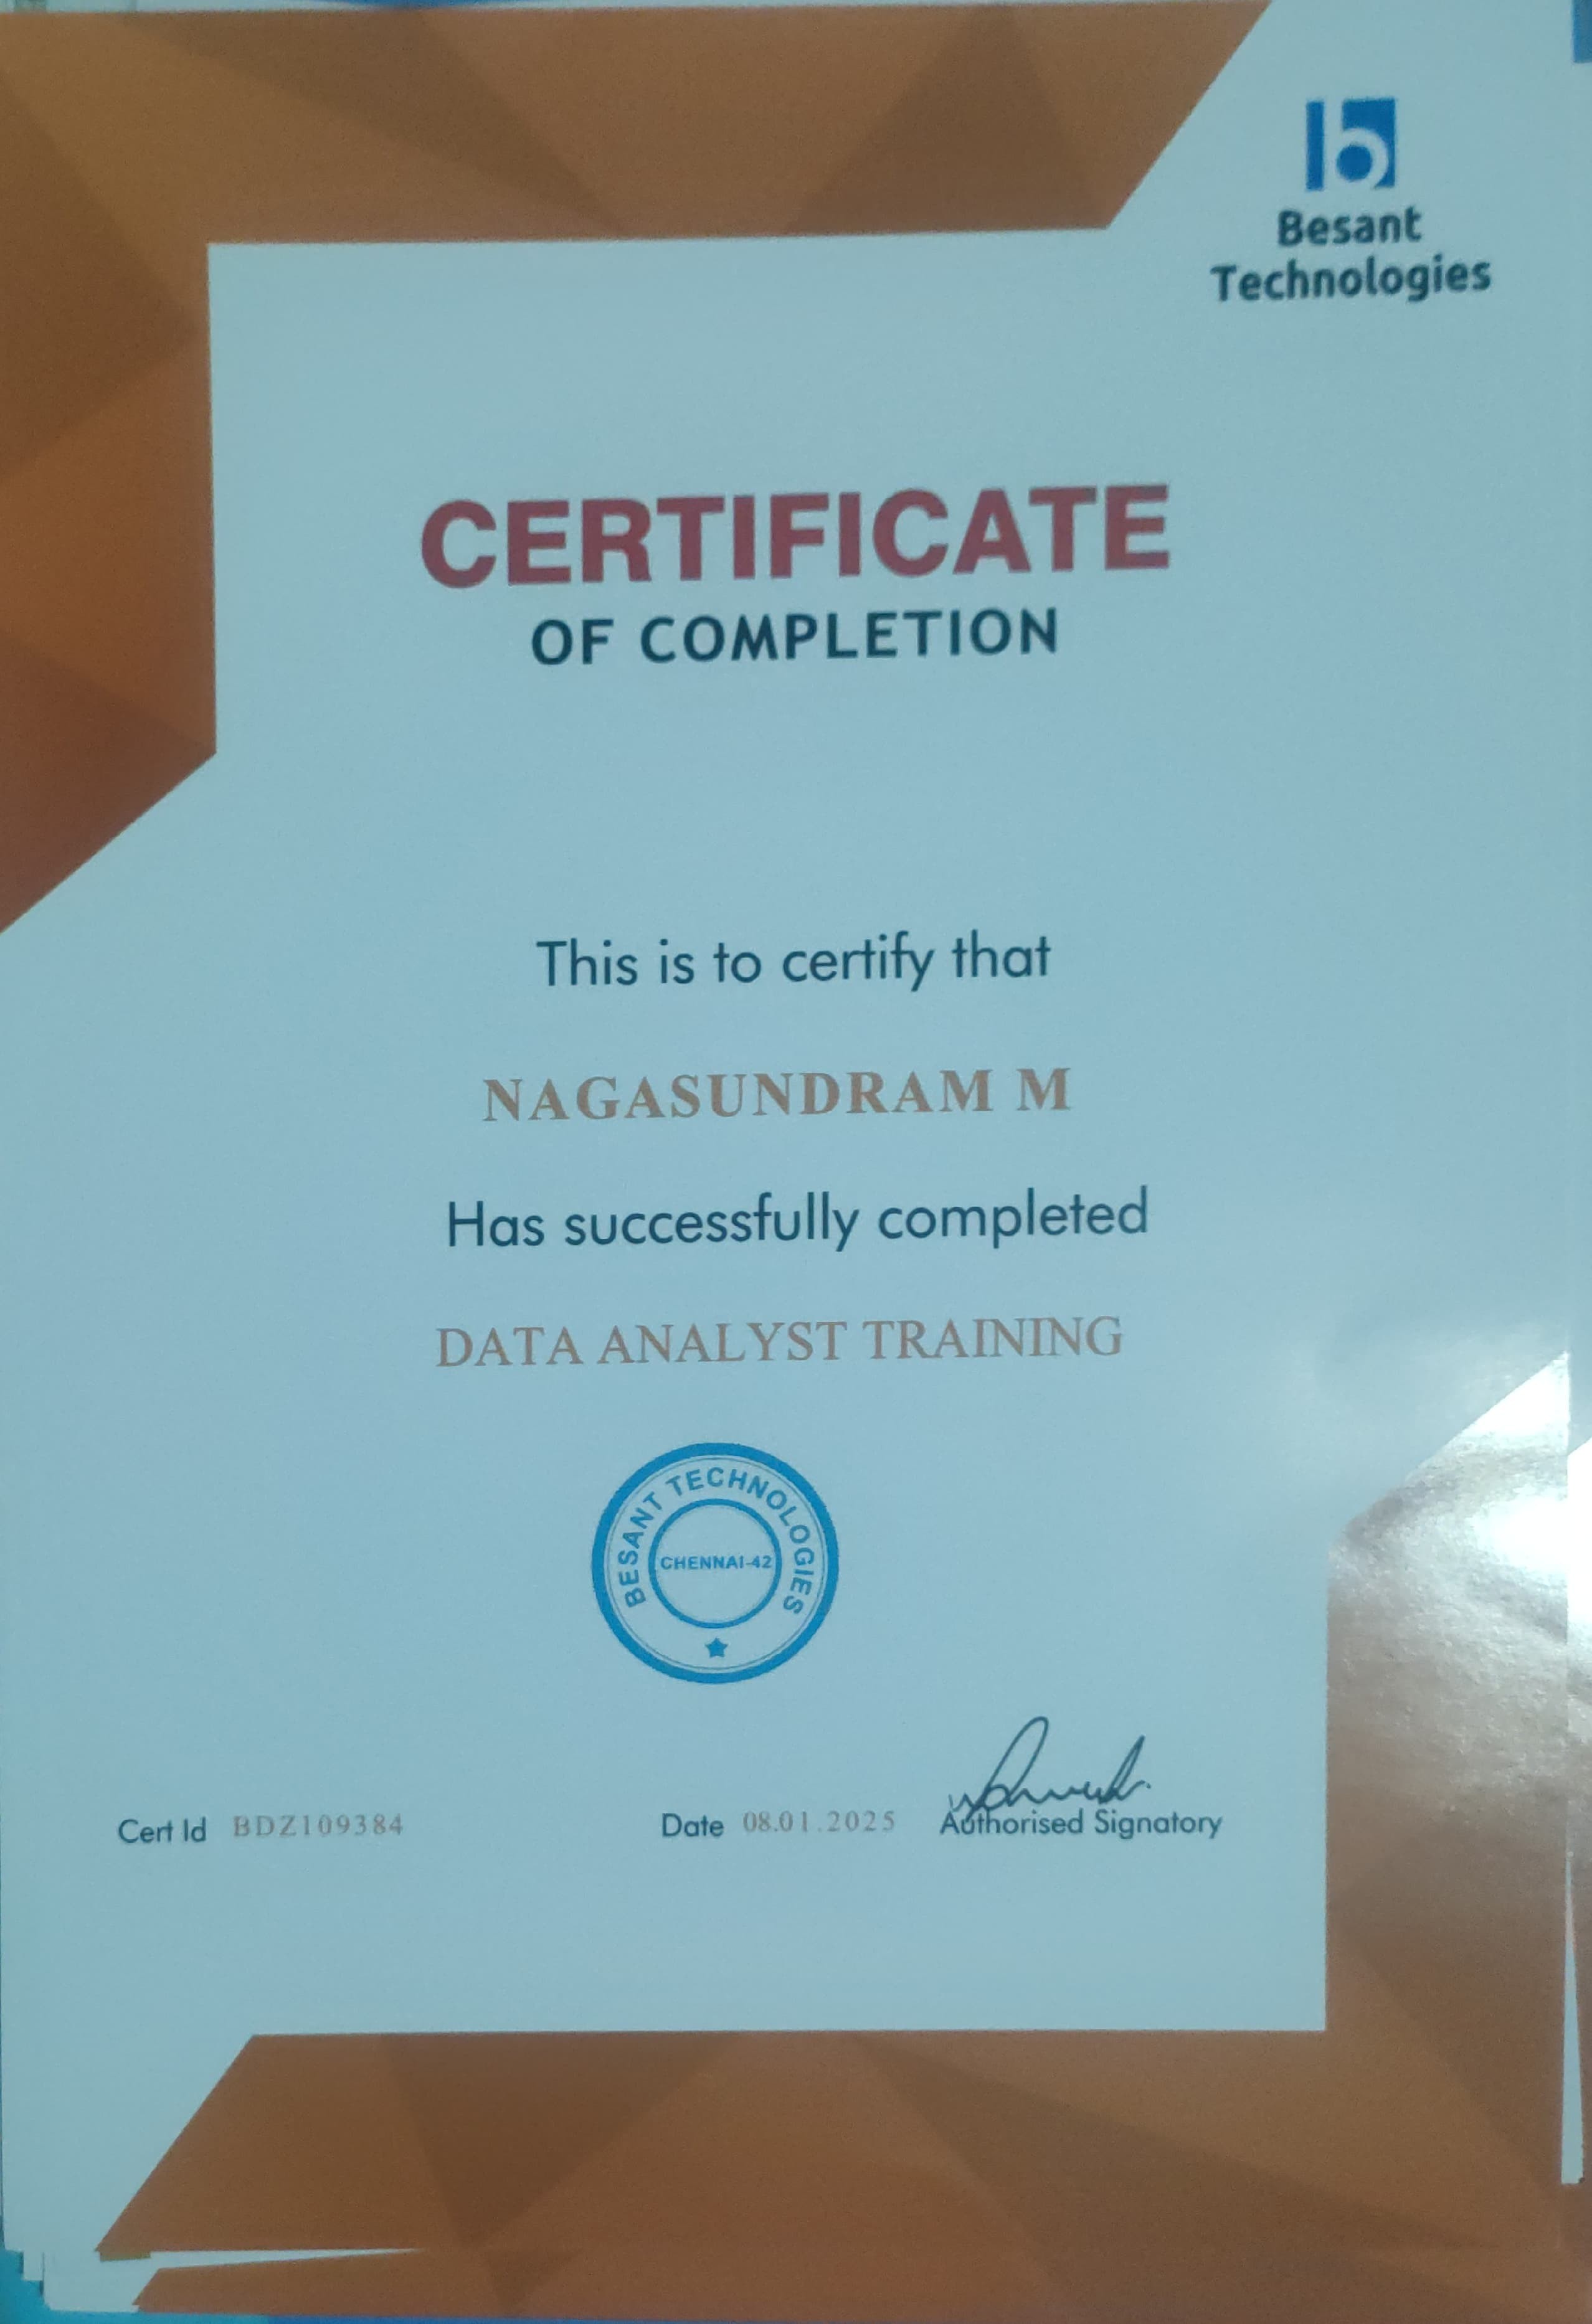 Besant
Technologies
CERTIFICATE
OF COMPLETION
This is to certify that
NAGASUNDRAM M
Has successfully completed
DATA ANALYST TRAINING
BESANT TECHNOLOGIES
CHENNAI-42
Cert Id BDZ109384
Date 08.01.2025
Authorised Signatory